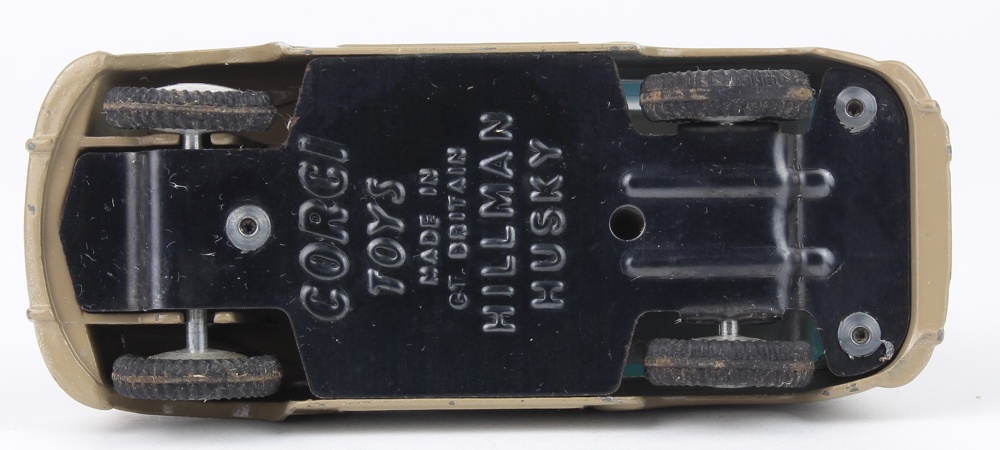 CORGI
TOYS
MADE IN
GT. BRITAIN
HILLMAN
HUSKY